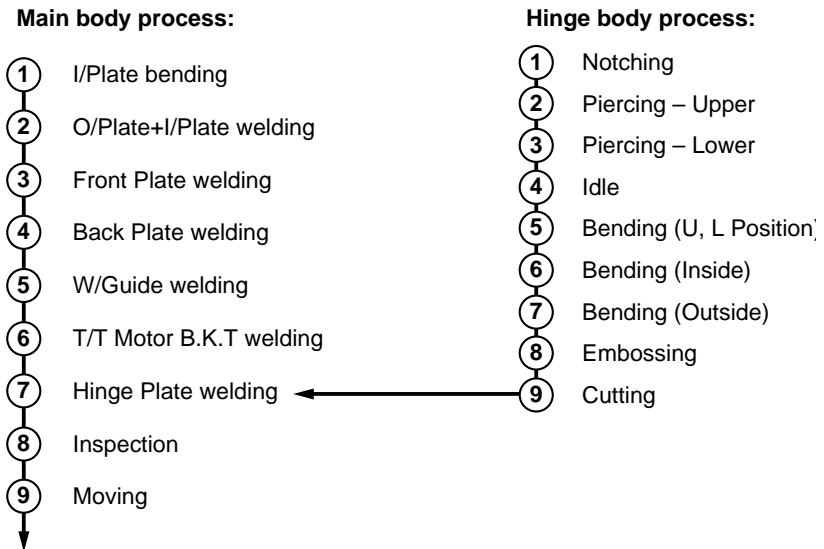 Main body process:
1 I/Plate bending
2 O/Plate+I/Plate welding
3 Front Plate welding
4 Back Plate welding
5 W/Guide welding
6 T/T Motor B.K.T welding
7 Hinge Plate welding
8 Inspection
9 Moving
Hinge body process:
1 Notching
2 Piercing – Upper
3 Piercing – Lower
4 Idle
5 Bending (U, L Position)
6 Bending (Inside)
7 Bending (Outside)
8 Embossing
9 Cutting